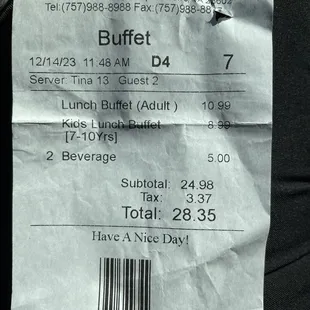 Tel:(757)988-8988 Fax:(757)988-88
Buffet
12/14/23 11:48 AM D4 7
Server: Tina 13 Guest 2
Lunch Buffet (Adult ) 10.99
Kids Lunch Buffet 8.99
[7-10Yrs]
2 Beverage 5.00
Subtotal: 24.98
Tax: 3.37
Total: 28.35
Have A Nice Day!